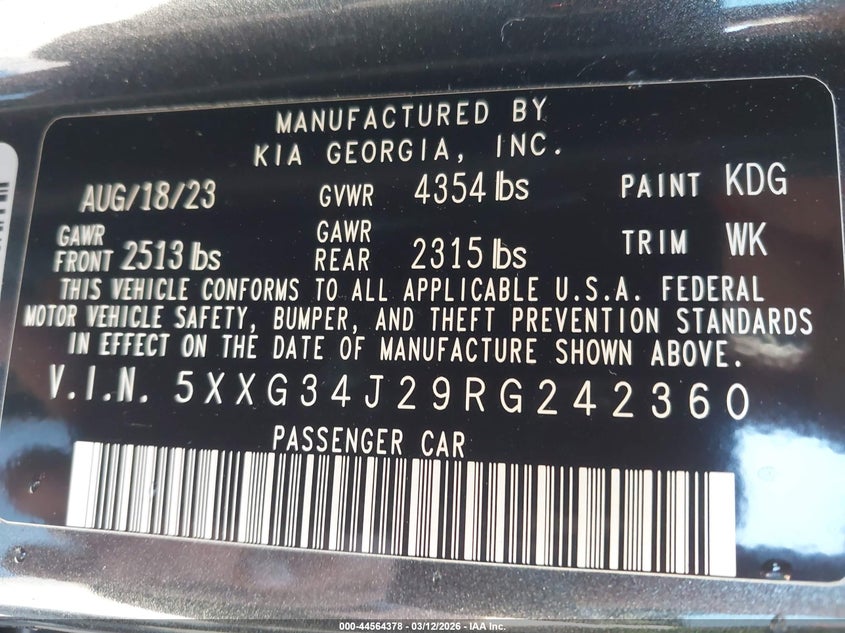 MANUFACTURED BY
KIA GEORGIA, INC.
AUG/18/23 GVWR 4354 lbs PAINT KDG
GAWR FRONT 2513 lbs GAWR REAR 2315 lbs TRIM WK
THIS VEHICLE CONFORMS TO ALL APPLICABLE U.S.A. FEDERAL
MOTOR VEHICLE SAFETY, BUMPER, AND THEFT PREVENTION STANDARDS
IN EFFECT ON THE DATE OF MANUFACTURE SHOWN ABOVE.
V.I.N. 5XXG34J29RG242360
PASSENGER CAR
000-44564378 - 03/12/2026 - IAA Inc.